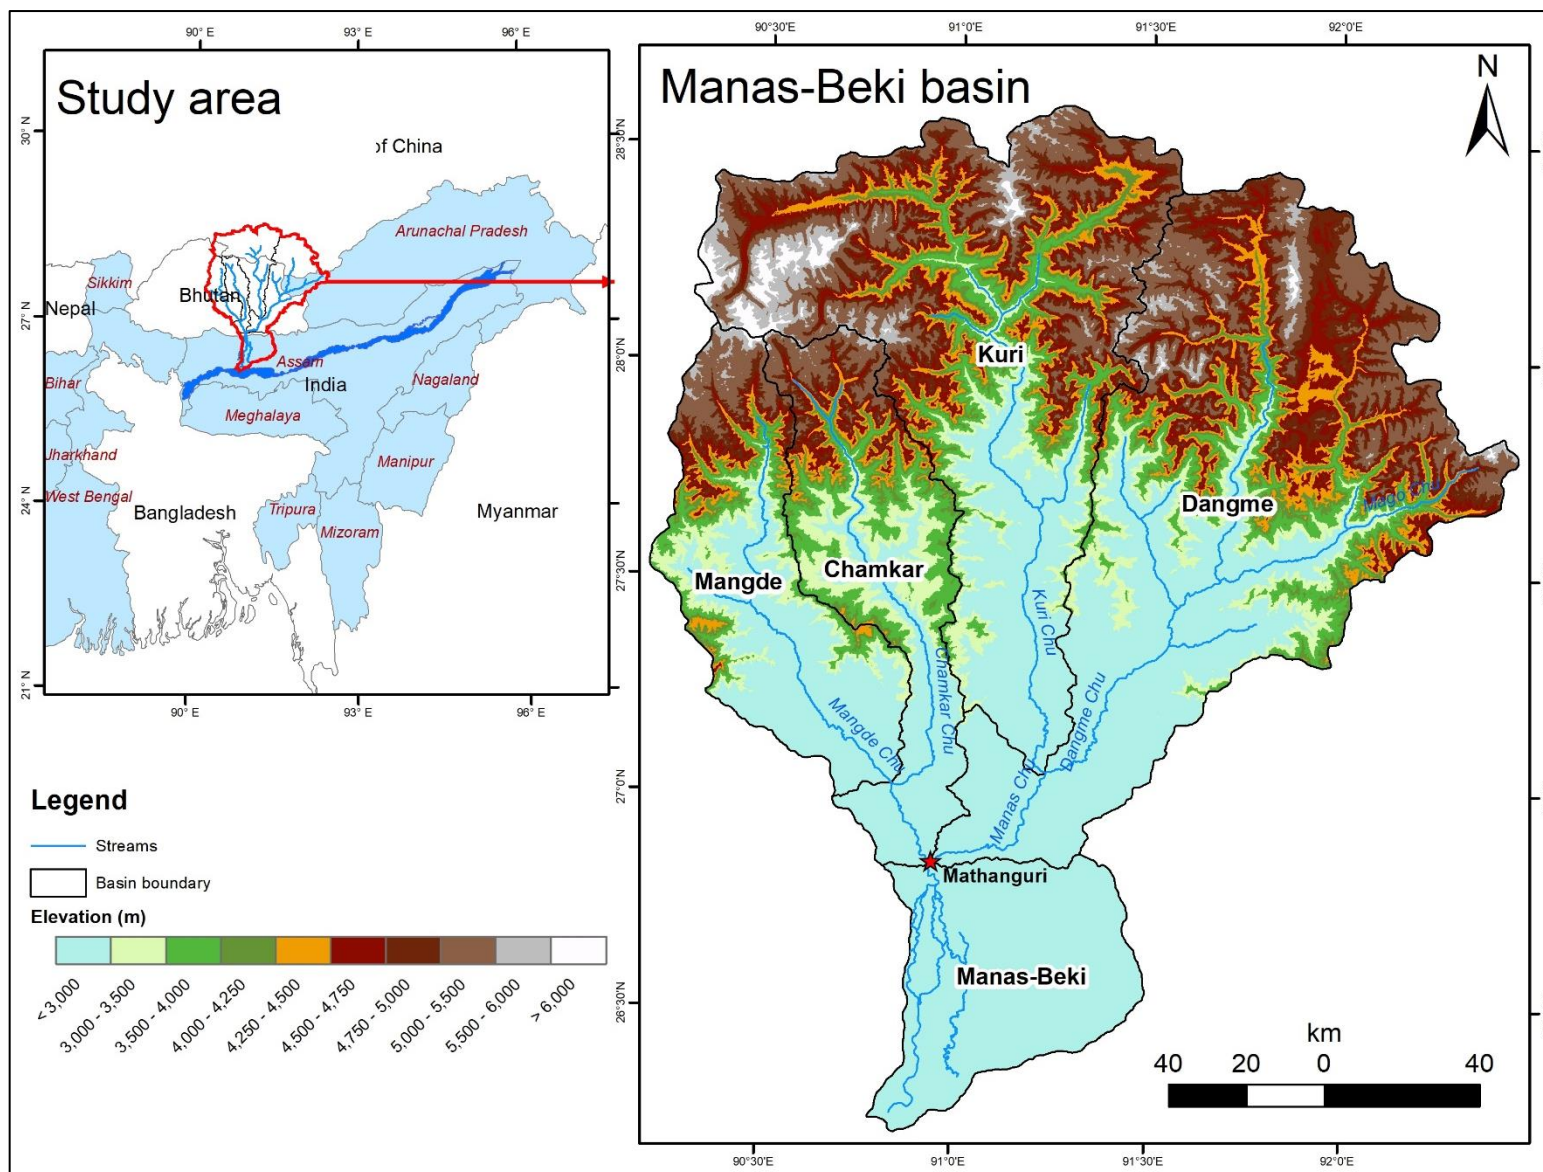 90° E
93° E
96° E
Study area
30° N
27° N
24° N
21° N
of China
Arunachal Pradesh
Sikkim
Nepal
Bhutan
Assam
India
Bihar
Nagaland
Meghalaya
Jharkhand
Manipur
West Bengal
Bangladesh
Tripura
Mizoram
Myanmar
90° E
93° E
96° E
Legend
Streams
Basin boundary
Elevation (m)
< 3,000
3,000 - 3,500
3,500 - 4,000
4,000 - 4,250
4,250 - 4,500
4,500 - 4,750
4,750 - 5,000
5,000 - 5,500
5,500 - 6,000
> 6,000
90°30'E
91°0'E
91°30'E
92°0'E
Manas-Beki basin
N
28°30'N
28°0'N
27°30'N
27°0'N
26°30'N
Kuri
Dangme
Mago Chu
Mangde
Chamkar
Kuri Chu
Chamkar Chu
Mangde Chu
Dangme Chu
Manas Chu
Mathanguri
Manas-Beki
km
40 20 0 40
90°30'E
91°0'E
91°30'E
92°0'E